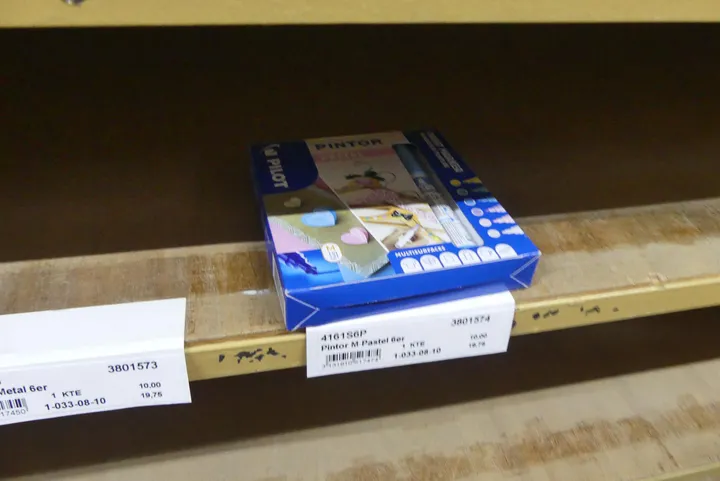 PILOT
PINTOR
MULTISURFACES
4161S6P
3801574
Pintor M Pastel 6er
1 KTE
10,00
19,75
1-033-08-10
3801573
Metal 6er
1 KTE
10,00
19,75
1-033-08-10
17450